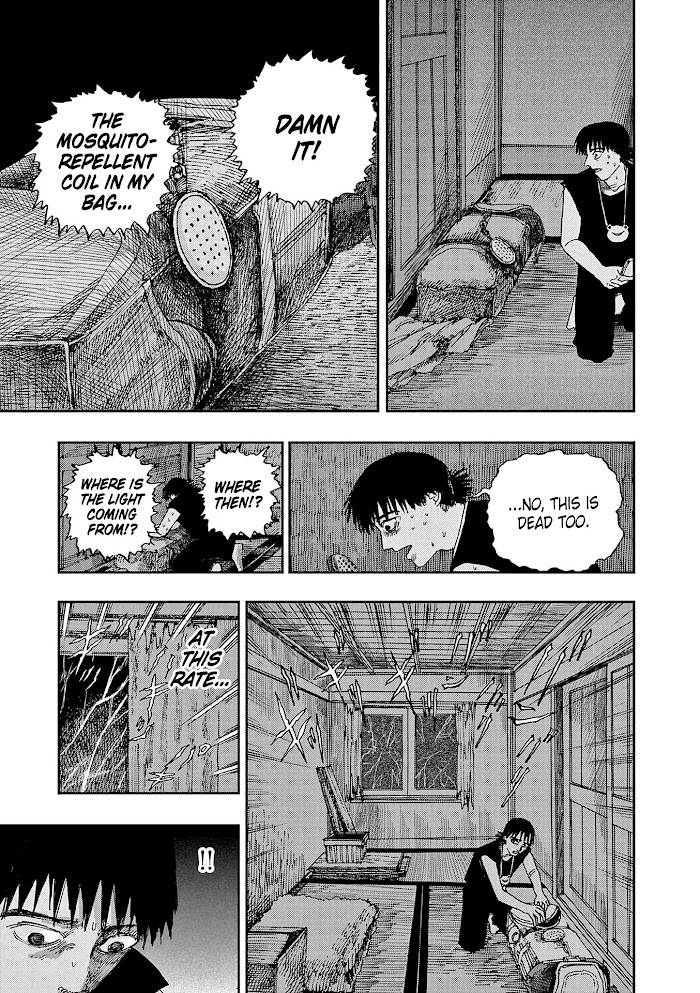 DAMN
IT!
THE
MOSQUITO-
REPELLENT
COIL IN MY
BAG...
...NO, THIS IS
DEAD TOO.
WHERE
THEN!?
WHERE IS
THE LIGHT
COMING
FROM!?
AT
THIS
RATE...
!!